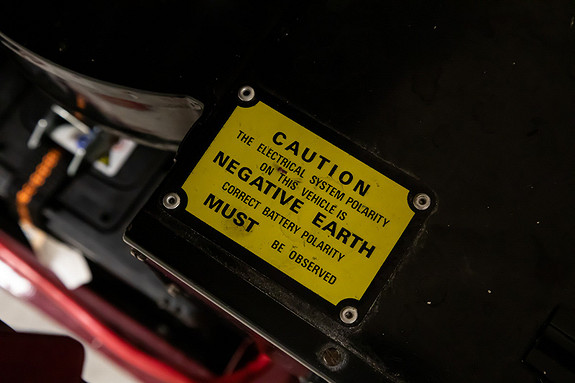 CAUTION
THE ELECTRICAL SYSTEM POLARITY
ON THIS VEHICLE IS
NEGATIVE EARTH
CORRECT BATTERY POLARITY
MUST BE OBSERVED